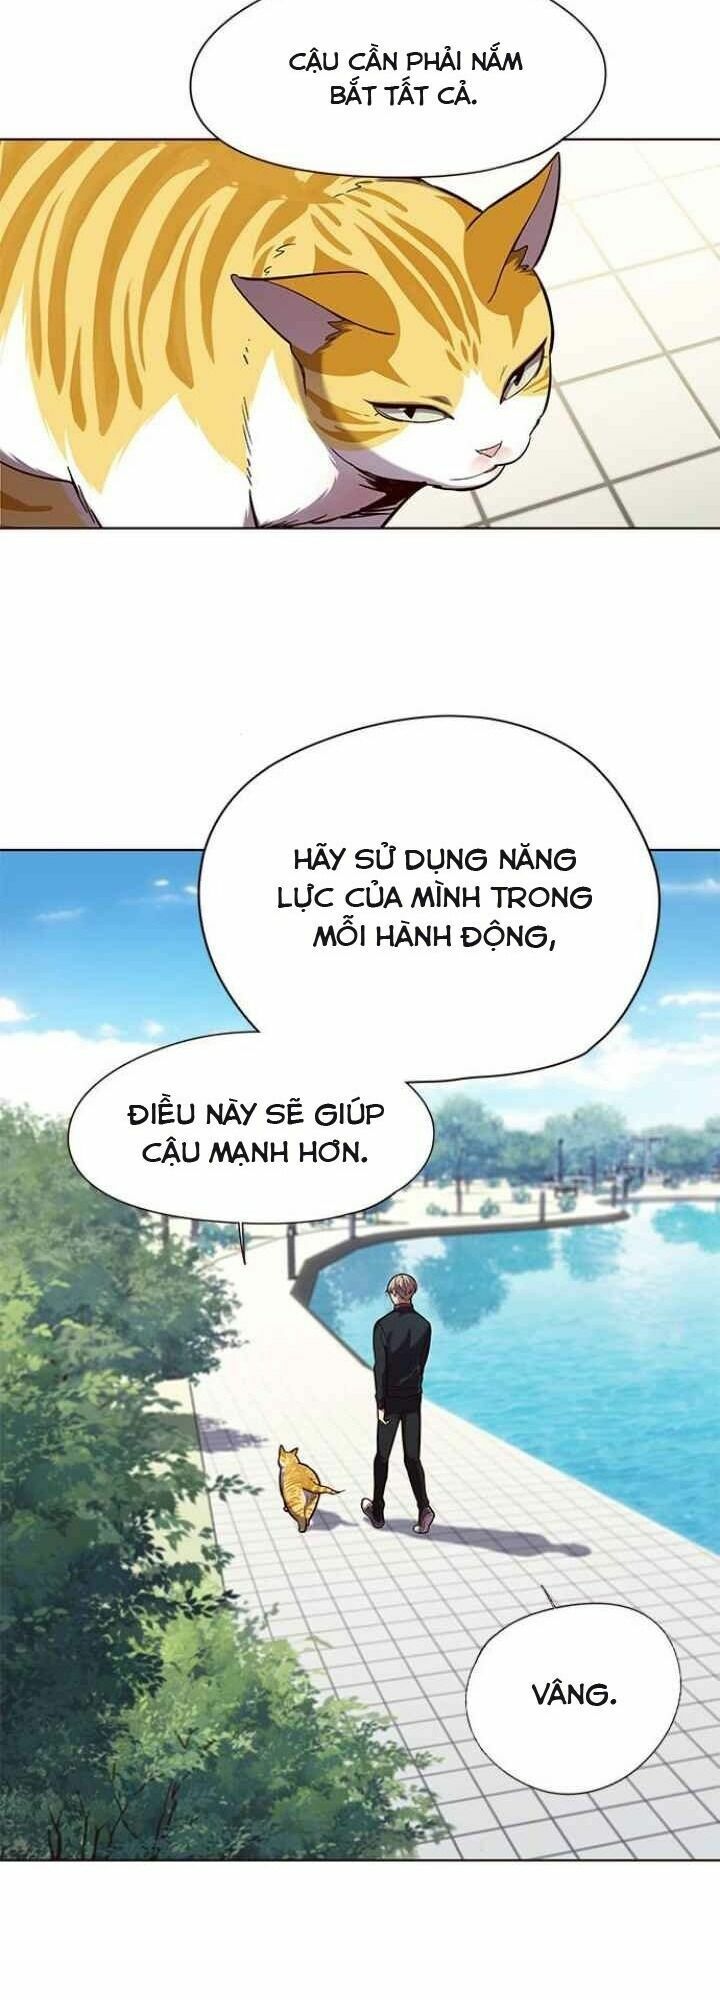 CẬU CẦN PHẢI NẮM
BẮT TẤT CẢ.
HÃY SỬ DỤNG NĂNG
LỰC CỦA MÌNH TRONG
MỖI HÀNH ĐỘNG,
ĐIỀU NÀY SẼ GIÚP
CẬU MẠNH HƠN.
VÂNG.